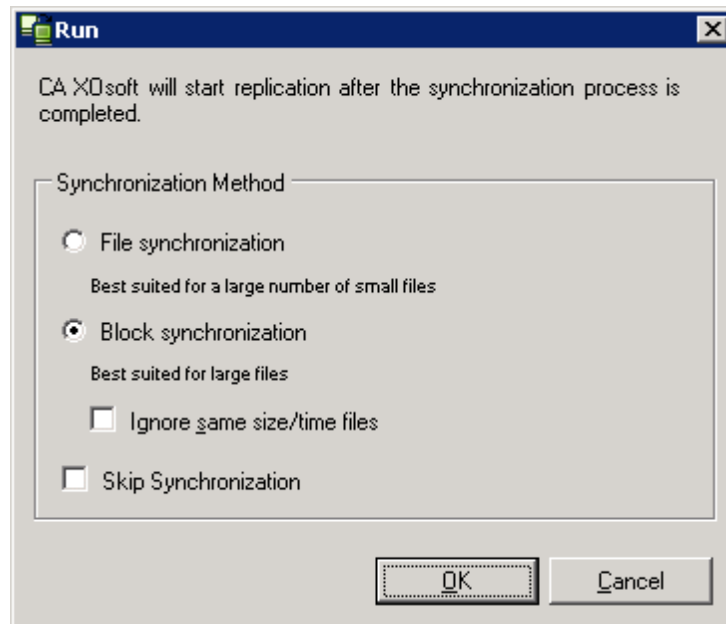 Run
CA XOsoft will start replication after the synchronization process is
completed.
Synchronization Method
File synchronization
Best suited for a large number of small files
Block synchronization
Best suited for large files
Ignore same size/time files
Skip Synchronization
OK
Cancel